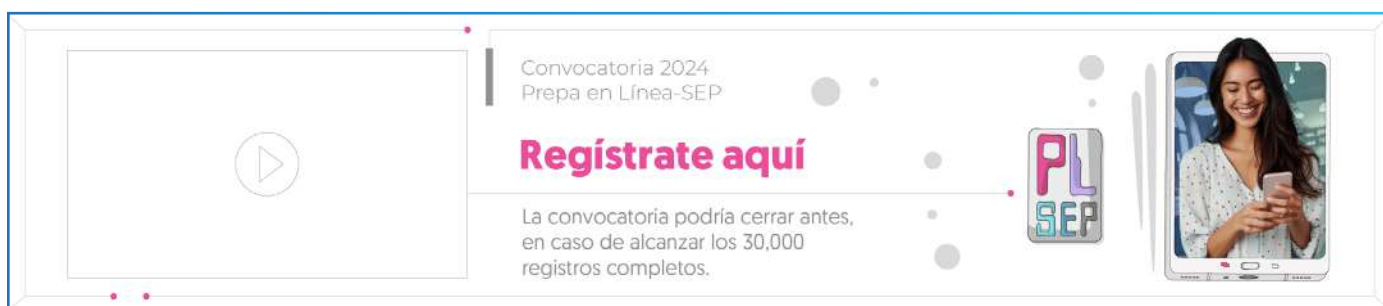 Convocatoria 2024
Prepa en Línea-SEP
Regístrate aquí
La convocatoria podría cerrar antes,
en caso de alcanzar los 30,000
registros completos.
PL
SEP